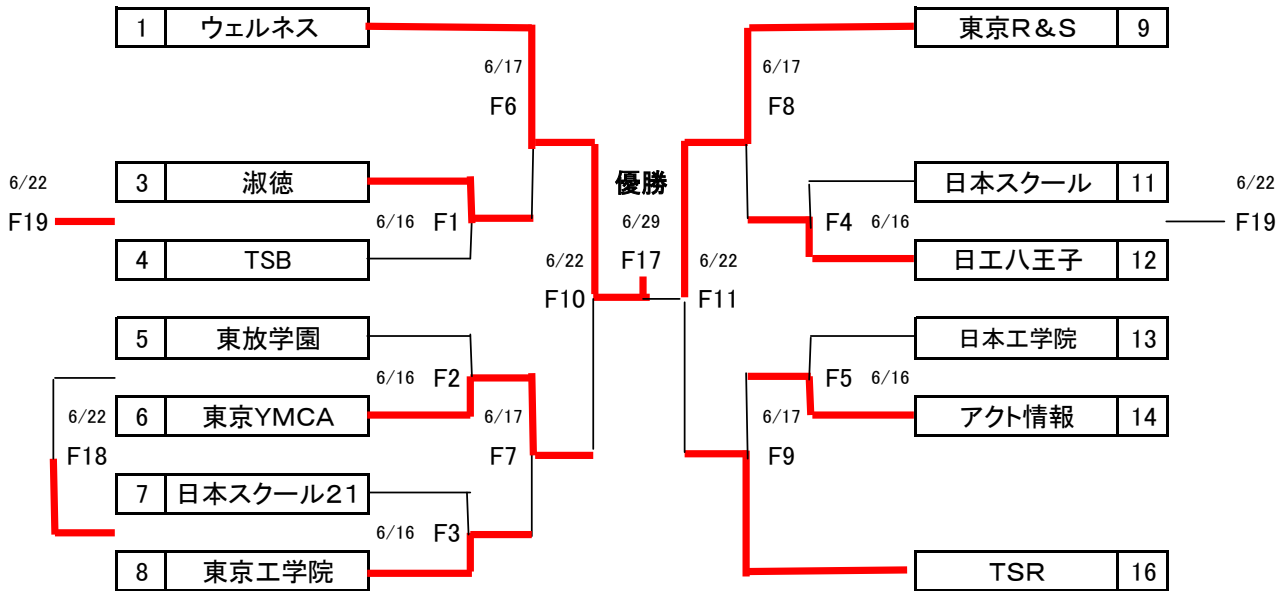 1 ウェルネス
東京R&S 9
6/17
6/17
F6
F8
6/22
3 淑徳
優勝
日本スクール 11
6/22
F19
6/16 F1
6/29
F4 6/16
F19
4 TSB
6/22
F17
6/22
日工八王子 12
F10
F11
5 東放学園
日本工学院 13
6/16 F2
F5 6/16
6/22
6 東京YMCA
6/17
6/17
アクト情報 14
F18
F7
F9
7 日本スクール21
6/16 F3
8 東京工学院
TSR 16